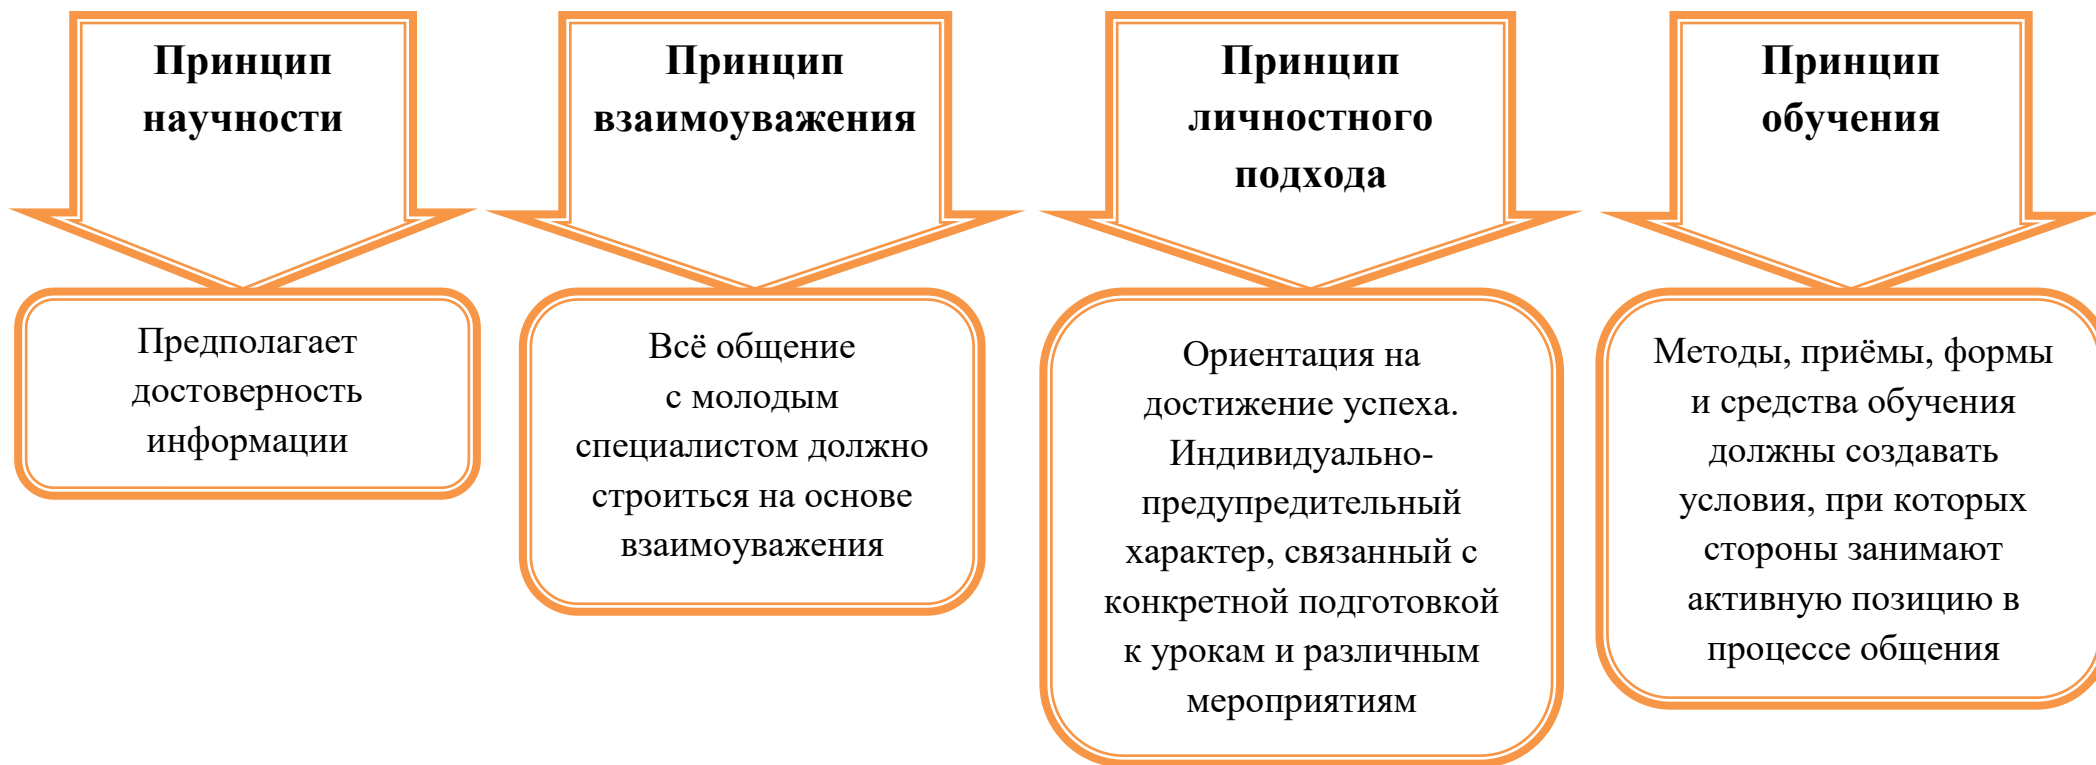 Принцип
научности
Предполагает
достоверность
информации
Принцип
взаимоуважения
Всё общение
с молодым
специалистом должно
строиться на основе
взаимоуважения
Принцип
личностного
подхода
Ориентация на
достижение успеха.
Индивидуально-
предупредительный
характер, связанный с
конкретной подготовкой
к урокам и различным
мероприятиям
Принцип
обучения
Методы, приёмы, формы
и средства обучения
должны создавать
условия, при которых
стороны занимают
активную позицию в
процессе общения